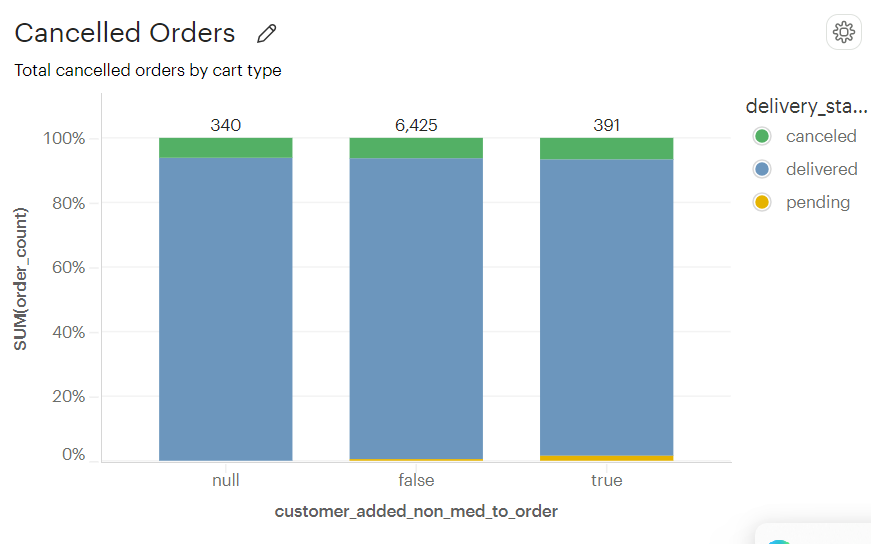 Cancelled Orders
Total cancelled orders by cart type
delivery_sta...
canceled
delivered
pending
340
6,425
391
100%
80%
60%
40%
20%
0%
SUM(order_count)
null
false
true
customer_added_non_med_to_order